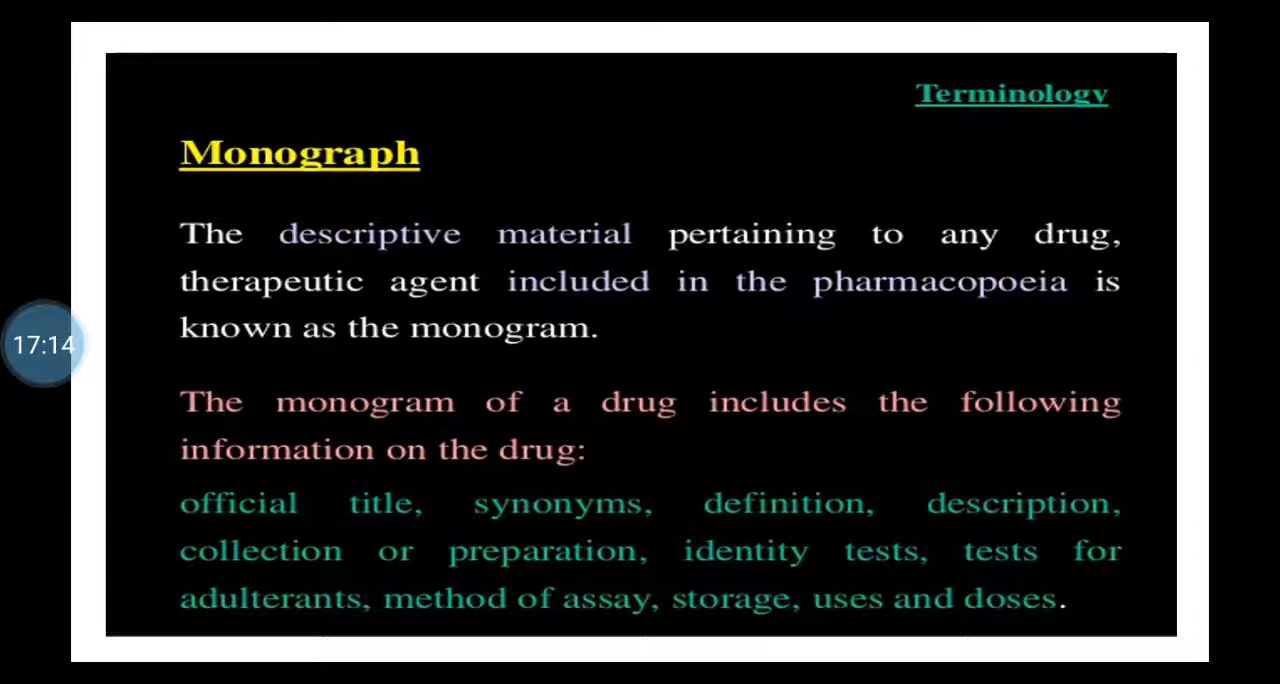 Terminology
Monograph
The descriptive material pertaining to any drug,
therapeutic agent included in the pharmacopoeia is
known as the monogram.
17:14
The monogram of a drug includes the following
information on the drug:
official title, synonyms, definition, description,
collection or preparation, identity tests, tests for
adulterants, method of assay, storage, uses and doses.